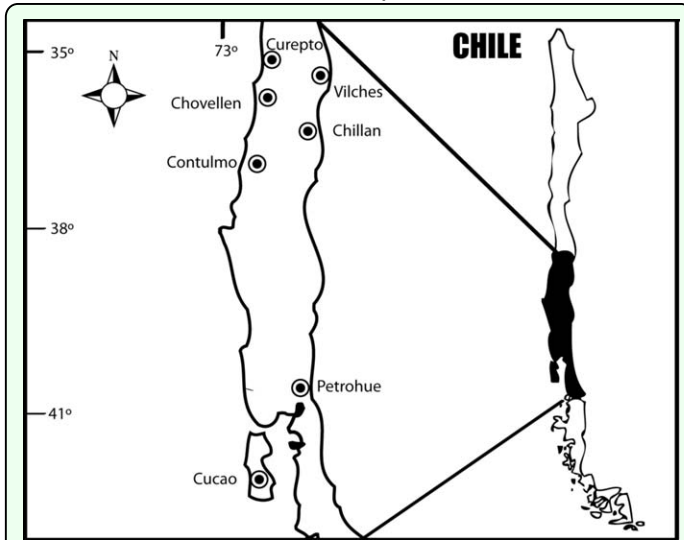 CHILE
73º
35º
N
Curepto
Vilches
Chovellen
Chillan
Contulmo
38º
Petrohue
41º
Cucao